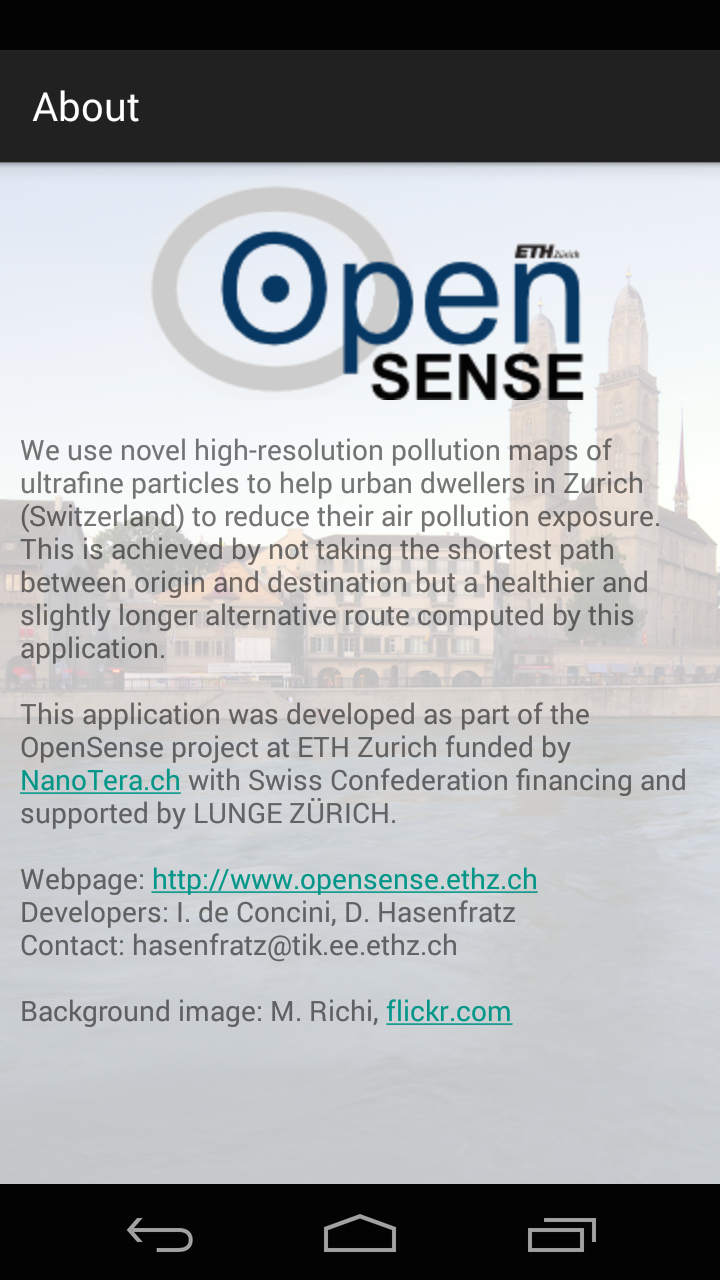 About
Open
ETH Zürich
SENSE
We use novel high-resolution pollution maps of
ultrafine particles to help urban dwellers in Zurich
(Switzerland) to reduce their air pollution exposure.
This is achieved by not taking the shortest path
between origin and destination but a healthier and
slightly longer alternative route computed by this
application.
This application was developed as part of the
OpenSense project at ETH Zurich funded by
NanoTera.ch with Swiss Confederation financing and
supported by LUNGE ZÜRICH.
Webpage: http://www.opensense.ethz.ch
Developers: I. de Concini, D. Hasenfratz
Contact: hasenfratz@tik.ee.ethz.ch
Background image: M. Richi, flickr.com